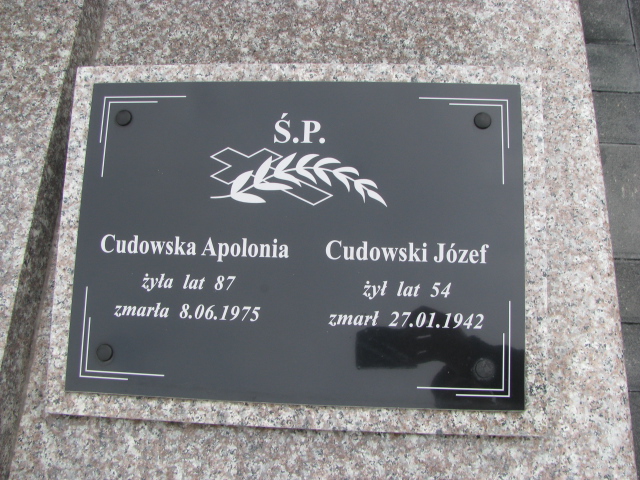 Ś.P.
Cudowska Apolonia
żyła lat 87
zmarła 8.06.1975
Cudowski Józef
żył lat 54
zmarł 27.01.1942